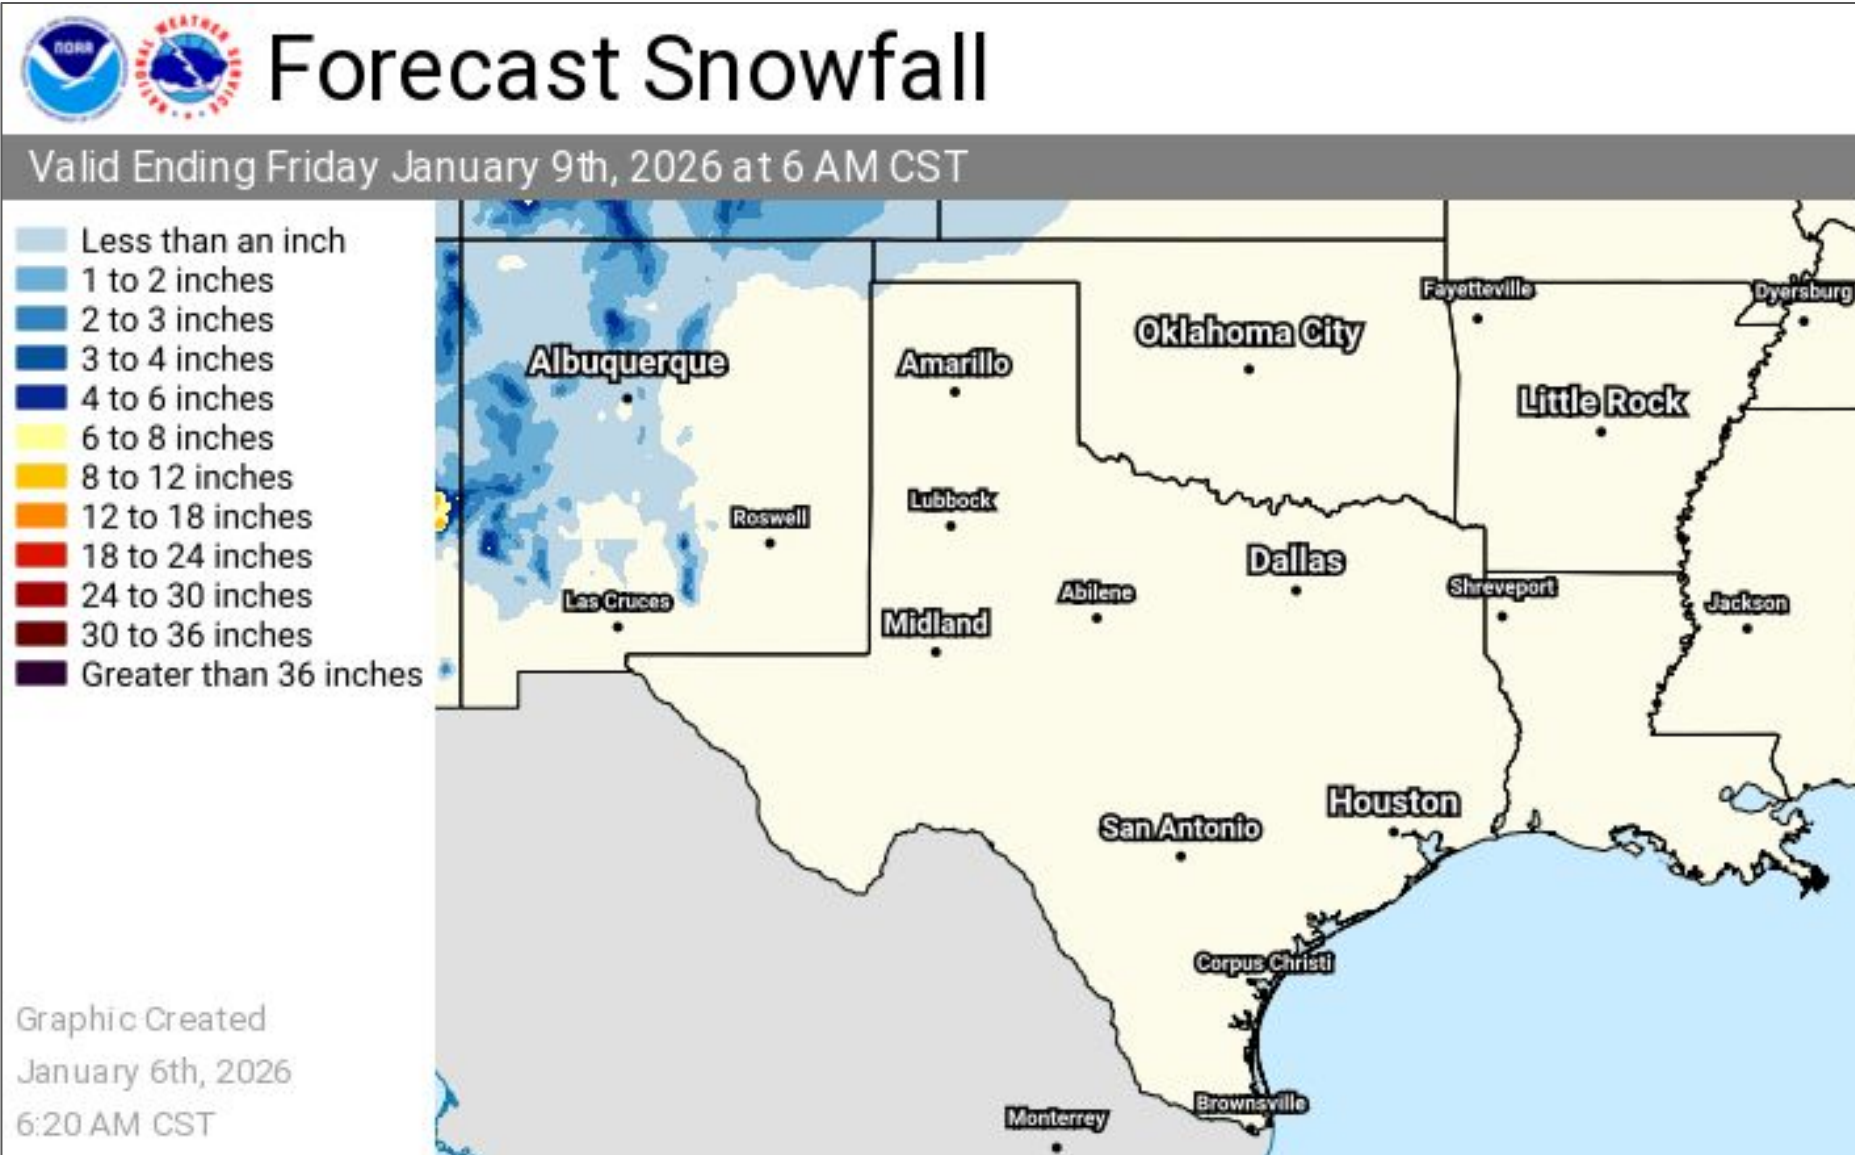 NOAA
NATIONAL WEATHER SERVICE
Forecast Snowfall
Valid Ending Friday January 9th, 2026 at 6 AM CST
Less than an inch
1 to 2 inches
2 to 3 inches
3 to 4 inches
4 to 6 inches
6 to 8 inches
8 to 12 inches
12 to 18 inches
18 to 24 inches
24 to 30 inches
30 to 36 inches
Greater than 36 inches
Fayetteville
Dyersburg
Oklahoma City
Albuquerque
Amarillo
Little Rock
Lubbock
Roswell
Dallas
Shreveport
Abilene
Las Cruces
Jackson
Midland
Houston
San Antonio
Corpus Christi
Brownsville
Monterrey
Graphic Created
January 6th, 2026
6:20 AM CST